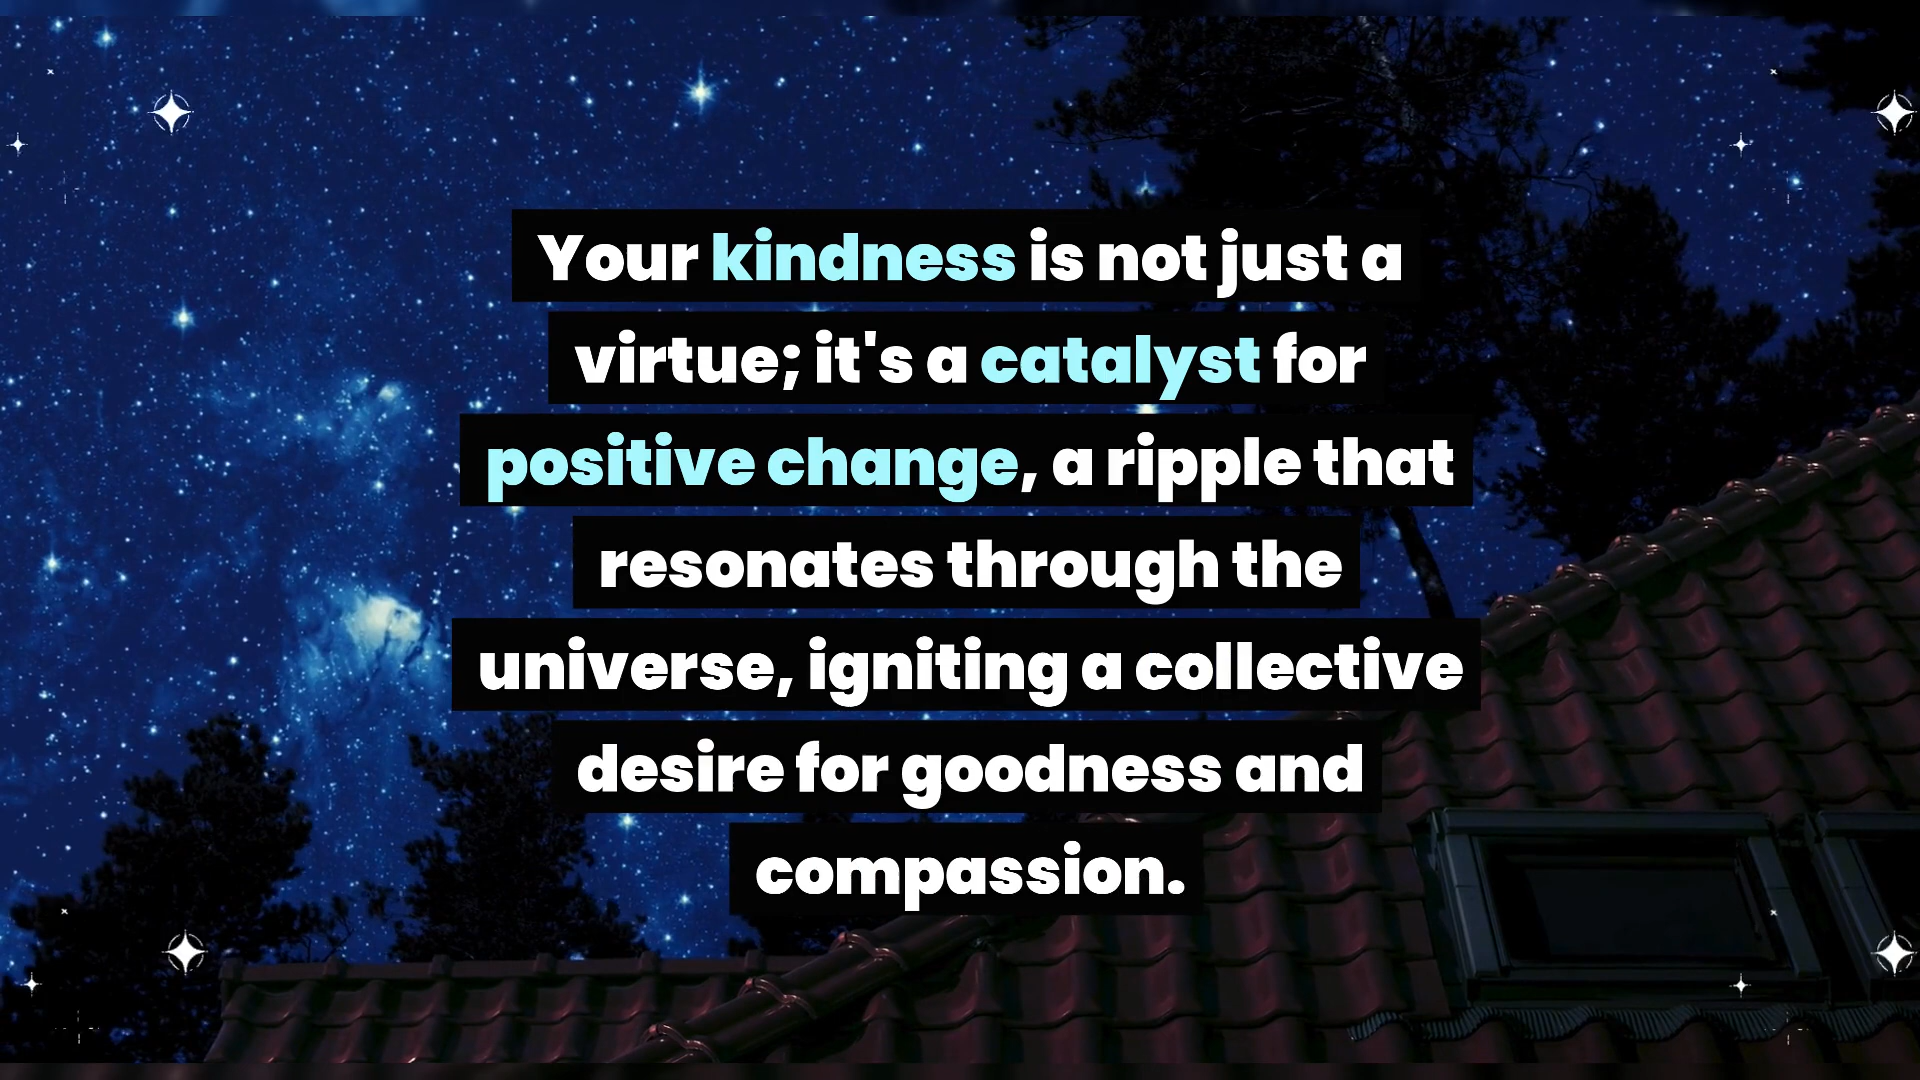 Your kindness is not just a
virtue; it's a catalyst for
positive change, a ripple that
resonates through the
universe, igniting a collective
desire for goodness and
compassion.